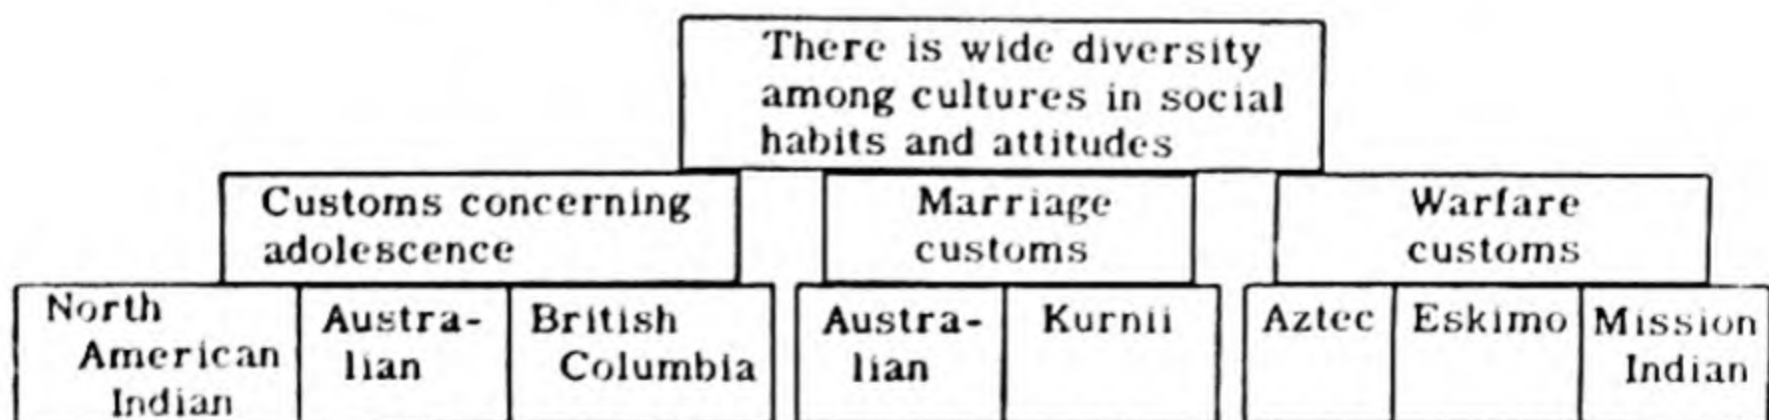 There is wide diversity
among cultures in social
habits and attitudes
Customs concerning
adolescence
Marriage
customs
Warfare
customs
North
American
Indian
Austra-
lian
British
Columbia
Austra-
lian
Kurnii
Aztec
Eskimo
Mission
Indian